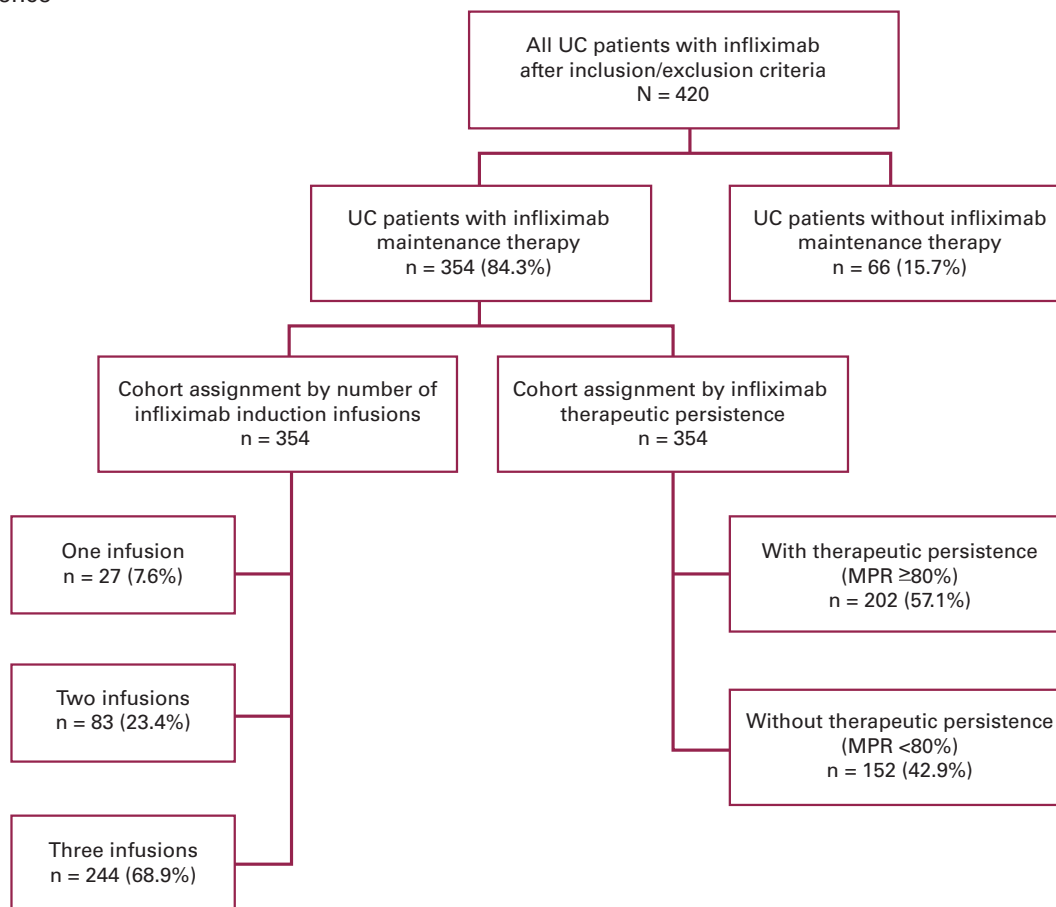 All UC patients with infliximab
after inclusion/exclusion criteria
N = 420
UC patients with infliximab
maintenance therapy
n = 354 (84.3%)
UC patients without infliximab
maintenance therapy
n = 66 (15.7%)
Cohort assignment by number of
infliximab induction infusions
n = 354
Cohort assignment by infliximab
therapeutic persistence
n = 354
One infusion
n = 27 (7.6%)
With therapeutic persistence
(MPR ≥80%)
n = 202 (57.1%)
Two infusions
n = 83 (23.4%)
Without therapeutic persistence
(MPR <80%)
n = 152 (42.9%)
Three infusions
n = 244 (68.9%)